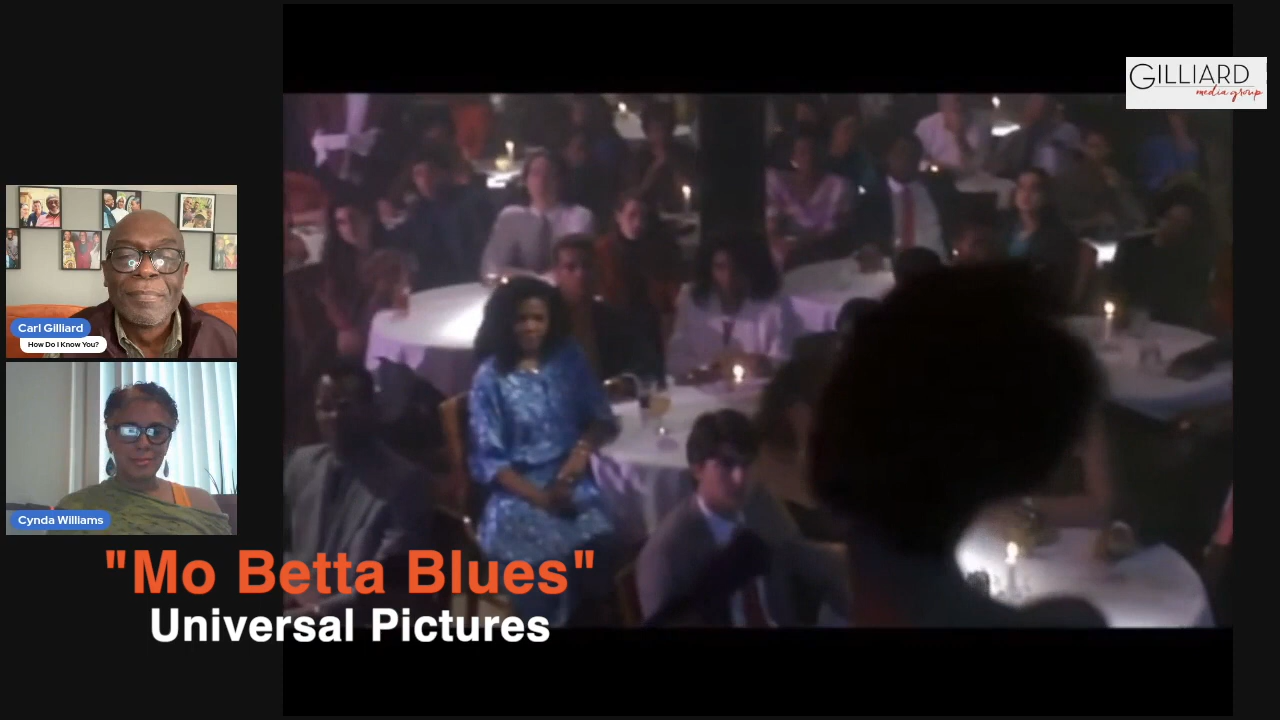 GILLIARD
media group
Carl Gilliard
How Do I Know You?
Cynda Williams
"Mo Betta Blues"
Universal Pictures